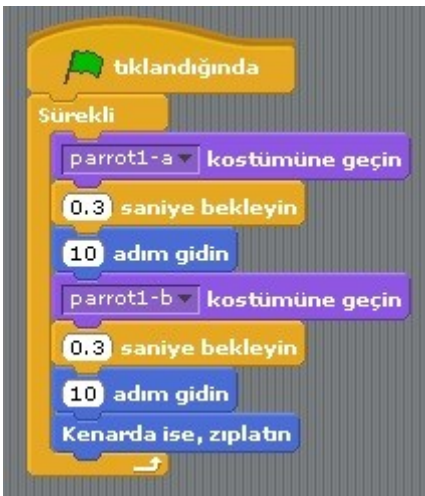 tıklandığında
Sürekli
parrot1-a kostümüne geçin
0.3 saniye bekleyin
10 adım gidin
parrot1-b kostümüne geçin
0.3 saniye bekleyin
10 adım gidin
Kenarda ise, zıplatın